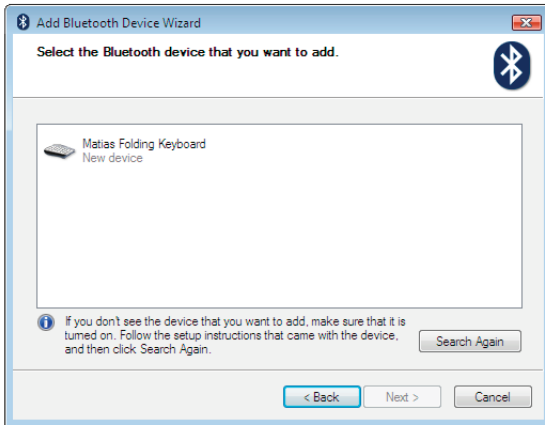 Add Bluetooth Device Wizard
Select the Bluetooth device that you want to add.
Matias Folding Keyboard
New device
If you don't see the device that you want to add, make sure that it is
turned on. Follow the setup instructions that came with the device,
and then click Search Again.
Search Again
< Back
Next >
Cancel